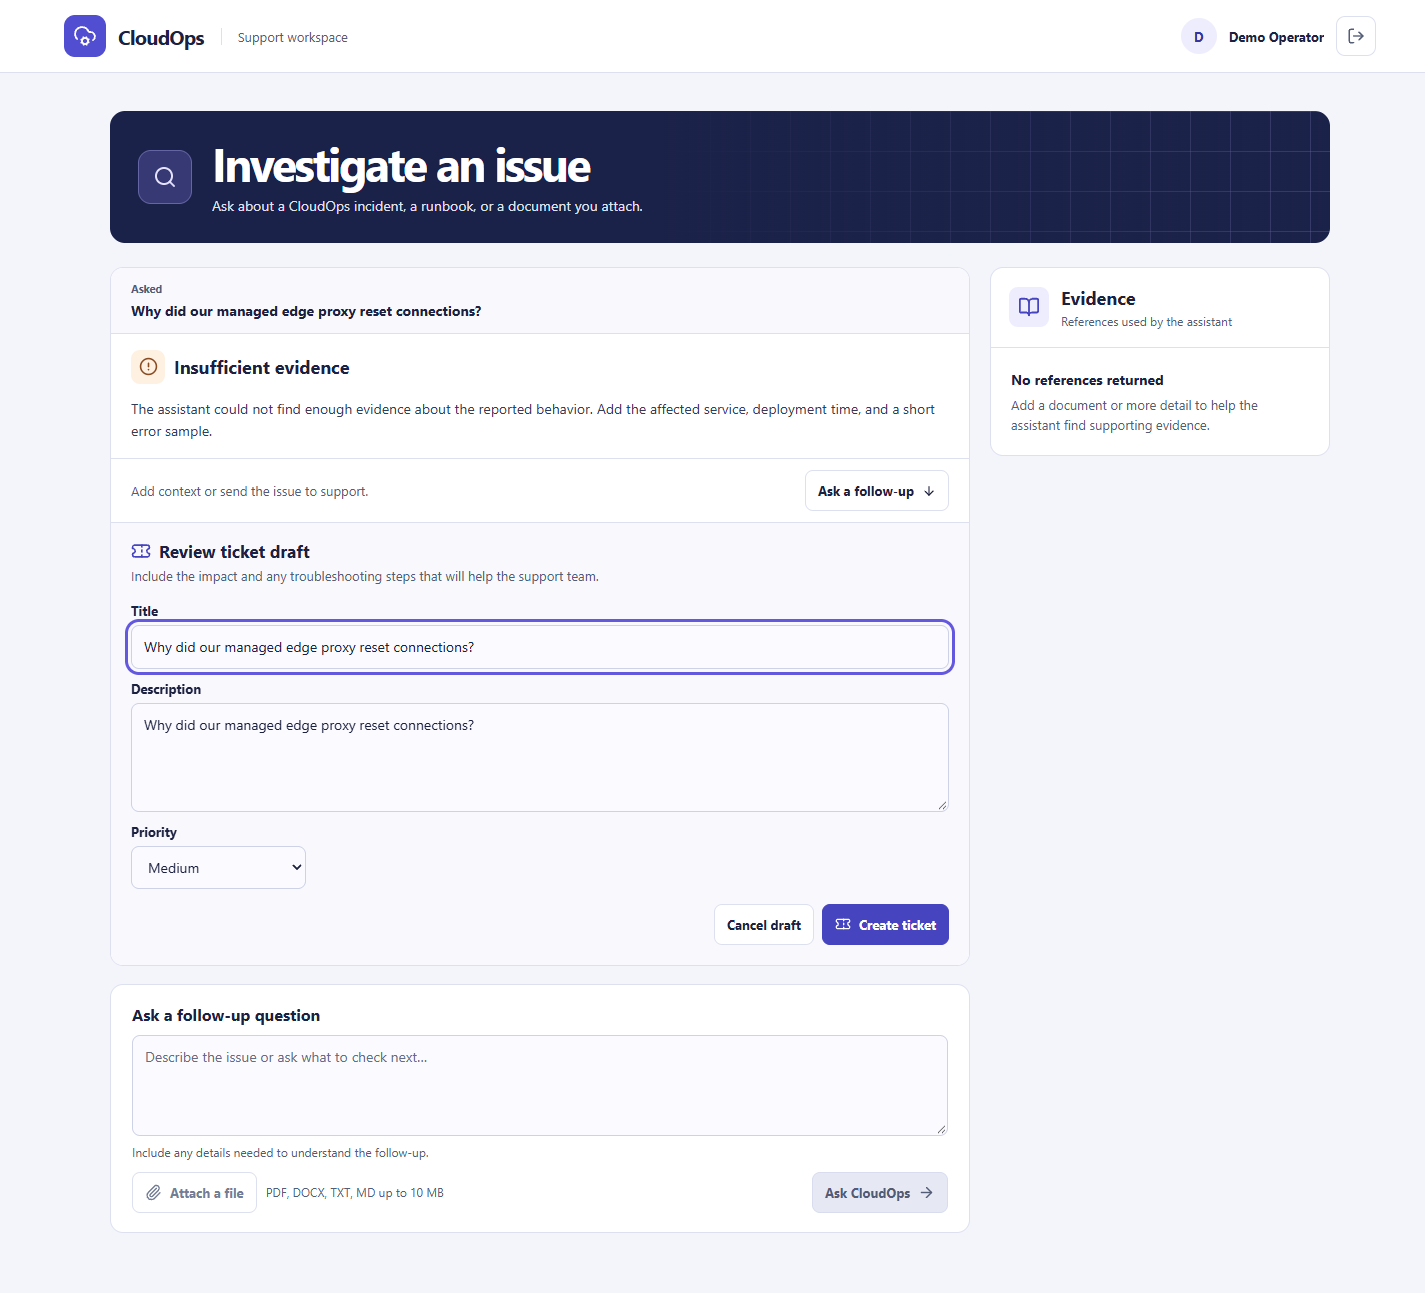 CloudOps
Support workspace
D
Demo Operator
Investigate an issue
Ask about a CloudOps incident, a runbook, or a document you attach.
Asked
Why did our managed edge proxy reset connections?
Insufficient evidence
The assistant could not find enough evidence about the reported behavior. Add the affected service, deployment time, and a short
error sample.
Add context or send the issue to support.
Ask a follow-up
Review ticket draft
Include the impact and any troubleshooting steps that will help the support team.
Title
Why did our managed edge proxy reset connections?
Description
Why did our managed edge proxy reset connections?
Priority
Medium
Cancel draft
Create ticket
Ask a follow-up question
Describe the issue or ask what to check next...
Include any details needed to understand the follow-up.
Attach a file
PDF, DOCX, TXT, MD up to 10 MB
Ask CloudOps
Evidence
References used by the assistant
No references returned
Add a document or more detail to help the
assistant find supporting evidence.